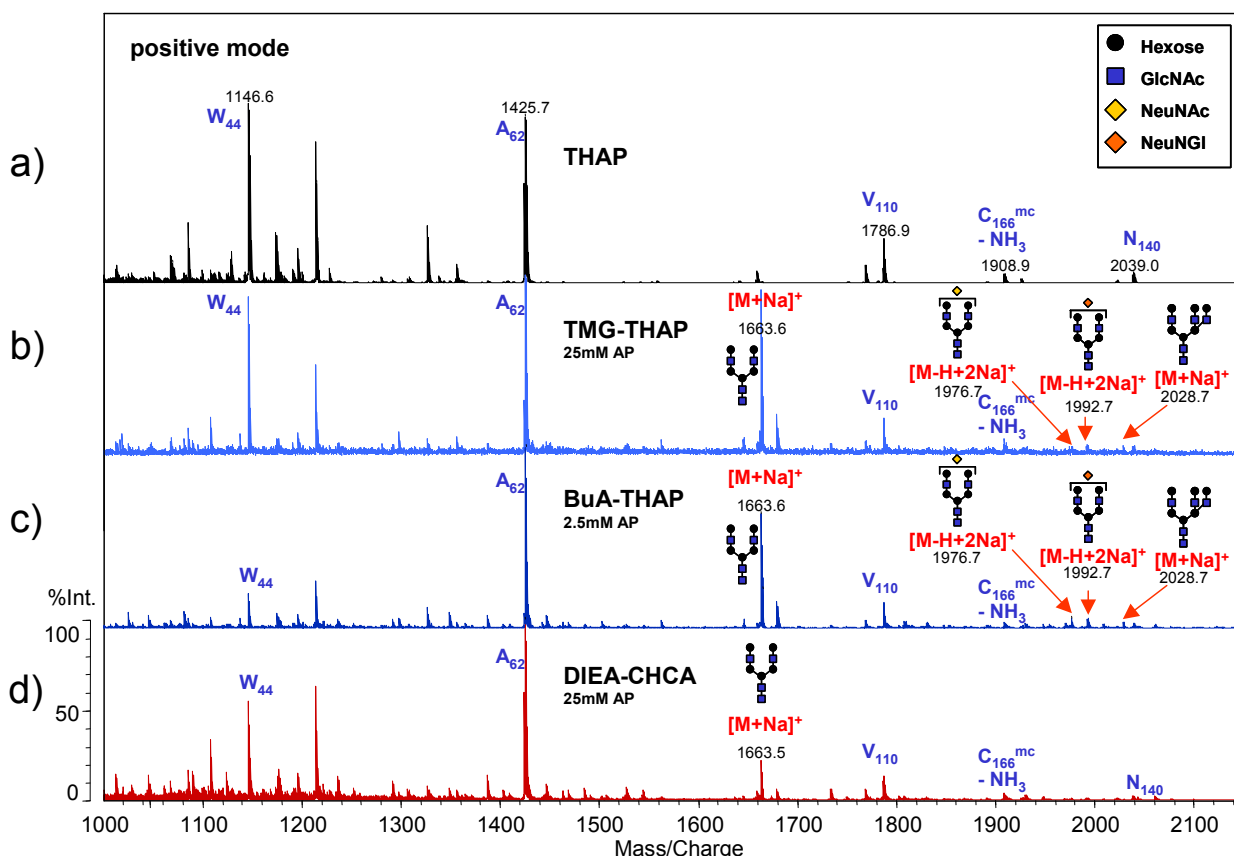 positive mode
Hexose
GlcNAc
NeuNAc
NeuNGl
a)
W44
1146.6
1425.7
A62
THAP
V110
1786.9
C166mc
- NH3
1908.9
N140
2039.0
b)
W44
A62
TMG-THAP
25mM AP
[M+Na]+
1663.6
V110
[M-H+2Na]+
1976.7
C166mc
- NH3
[M-H+2Na]+
1992.7
[M+Na]+
2028.7
c)
W44
A62
BuA-THAP
2.5mM AP
[M+Na]+
1663.6
V110
[M-H+2Na]+
1976.7
C166mc
- NH3
[M-H+2Na]+
1992.7
[M+Na]+
2028.7
%Int.
100
50
0
d)
W44
A62
DIEA-CHCA
25mM AP
[M+Na]+
1663.5
V110
C166mc
- NH3
N140
1000 1100 1200 1300 1400 1500 1600 1700 1800 1900 2000 2100
Mass/Charge